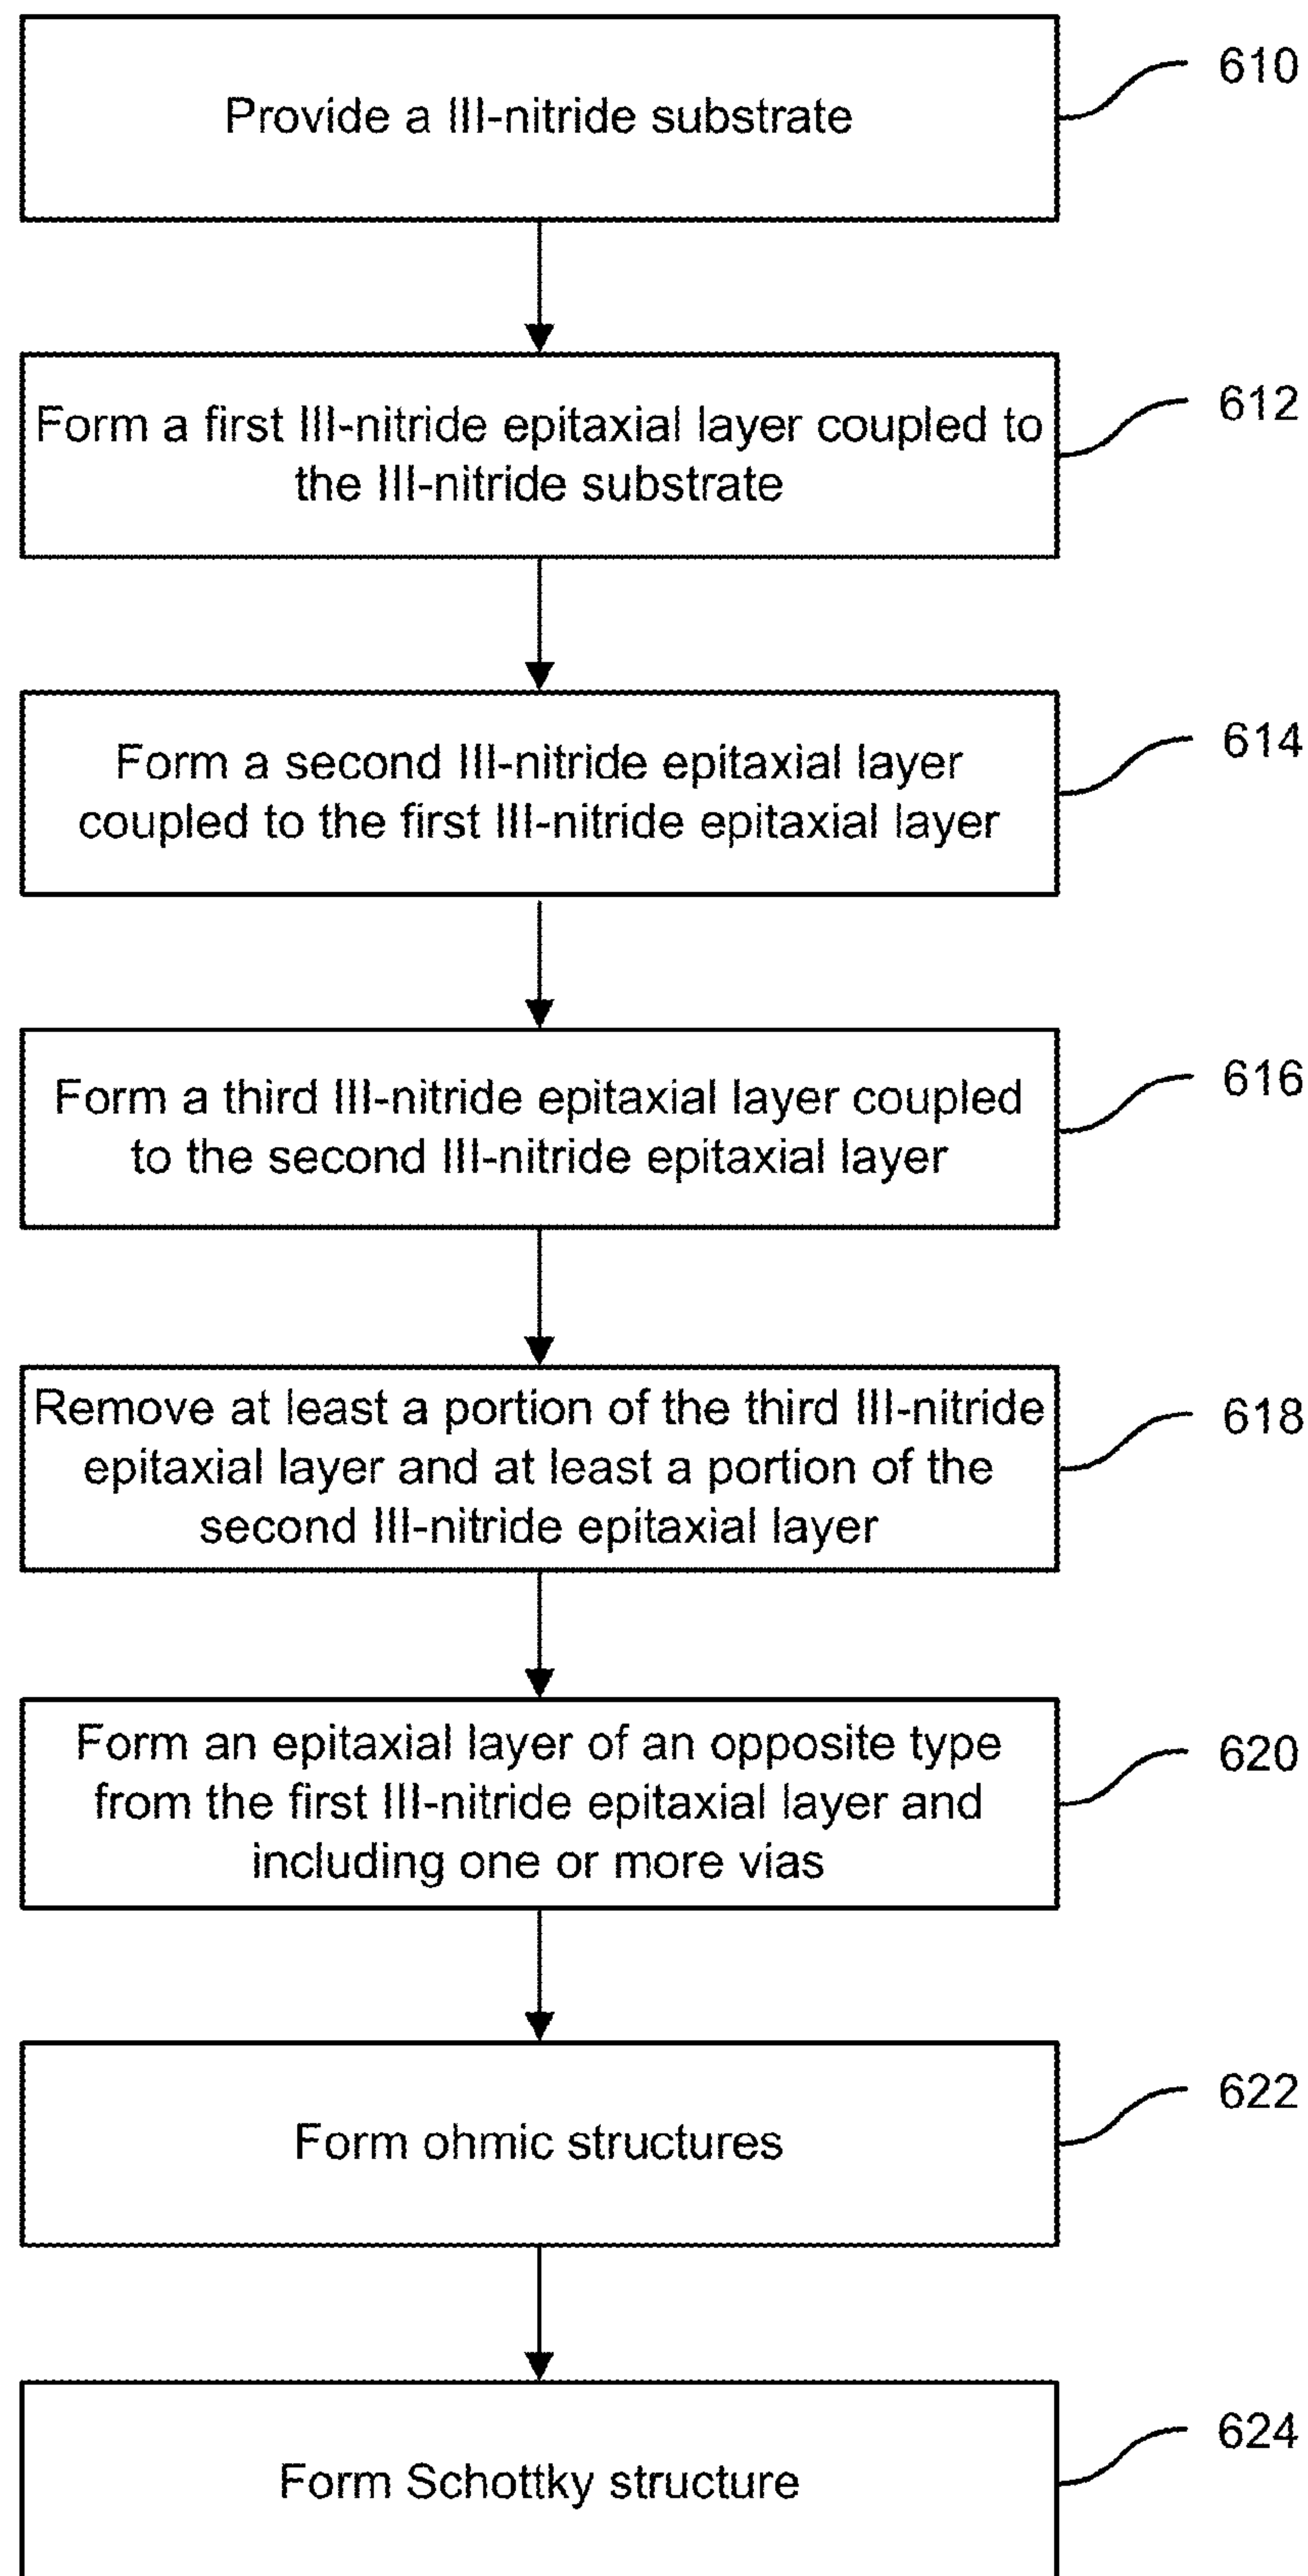 Provide a III-nitride substrate
610
Form a first III-nitride epitaxial layer coupled to
the III-nitride substrate
612
Form a second III-nitride epitaxial layer
coupled to the first III-nitride epitaxial layer
614
Form a third III-nitride epitaxial layer coupled
to the second III-nitride epitaxial layer
616
Remove at least a portion of the third III-nitride
epitaxial layer and at least a portion of the
second III-nitride epitaxial layer
618
Form an epitaxial layer of an opposite type
from the first III-nitride epitaxial layer and
including one or more vias
620
Form ohmic structures
622
Form Schottky structure
624